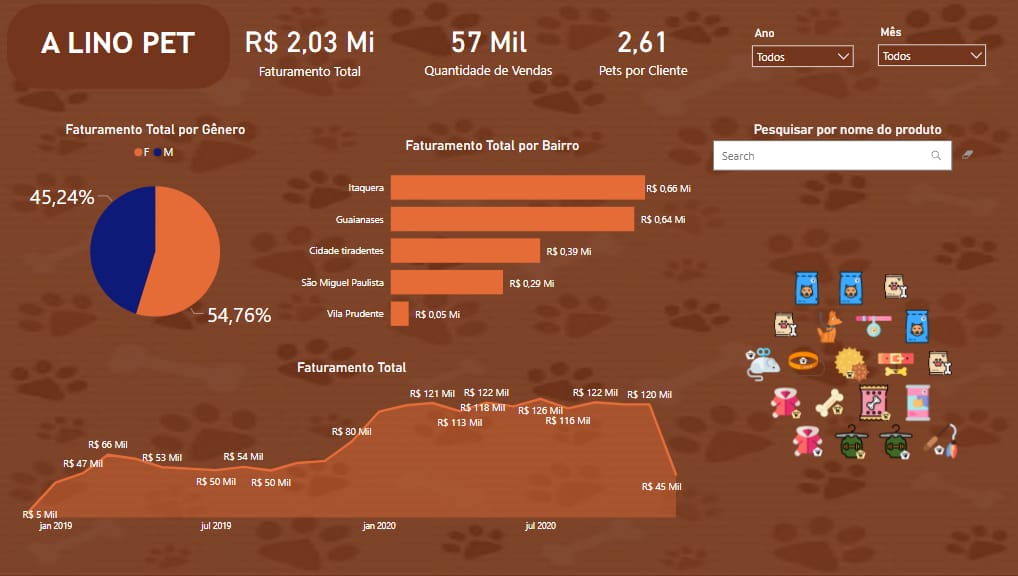 A LINO PET
R$ 2,03 Mi
Faturamento Total
57 Mil
Quantidade de Vendas
2,61
Pets por Cliente
Ano
Todos
Mês
Todos
Faturamento Total por Gênero
F M
45,24%
54,76%
Faturamento Total por Bairro
Itaquera R$ 0,66 Mi
Guaianases R$ 0,64 Mi
Cidade tiradentes R$ 0,39 Mi
São Miguel Paulista R$ 0,29 Mi
Vila Prudente R$ 0,05 Mi
Pesquisar por nome do produto
Search
Faturamento Total
R$ 5 Mil
R$ 47 Mil
R$ 66 Mil
R$ 53 Mil
R$ 50 Mil
R$ 54 Mil
R$ 50 Mil
R$ 80 Mil
R$ 121 Mil
R$ 113 Mil
R$ 122 Mil
R$ 118 Mil
R$ 126 Mil
R$ 116 Mil
R$ 122 Mil
R$ 120 Mil
R$ 45 Mil
jan 2019
jul 2019
jan 2020
jul 2020